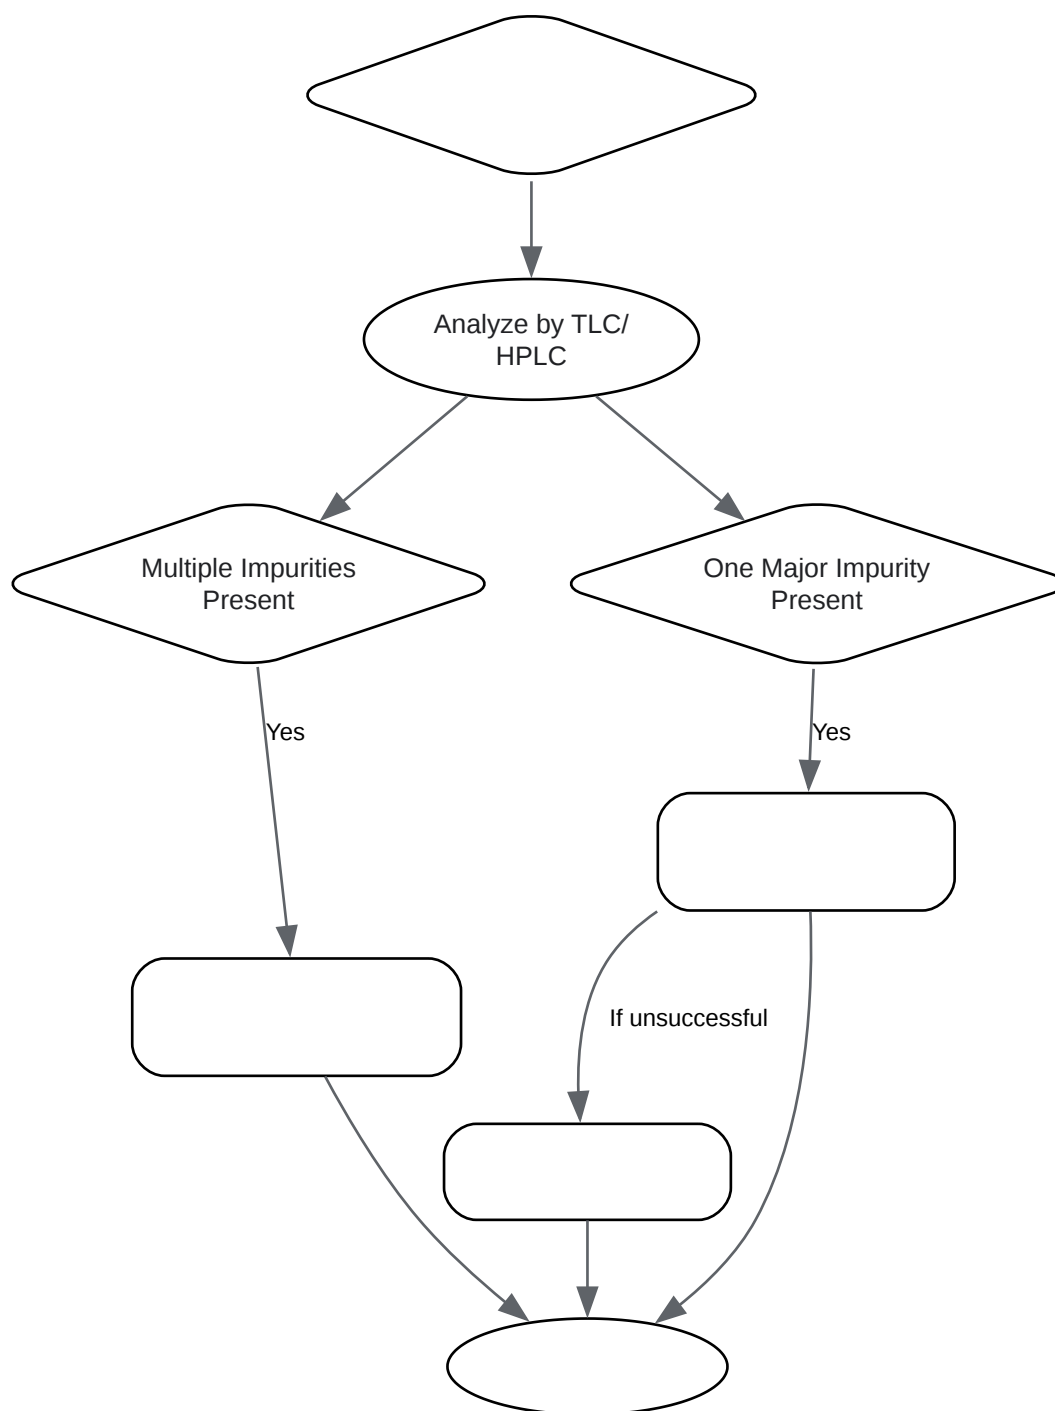 Analyze by TLC/
HPLC
Multiple Impurities
Present
One Major Impurity
Present
Yes
Yes
If unsuccessful